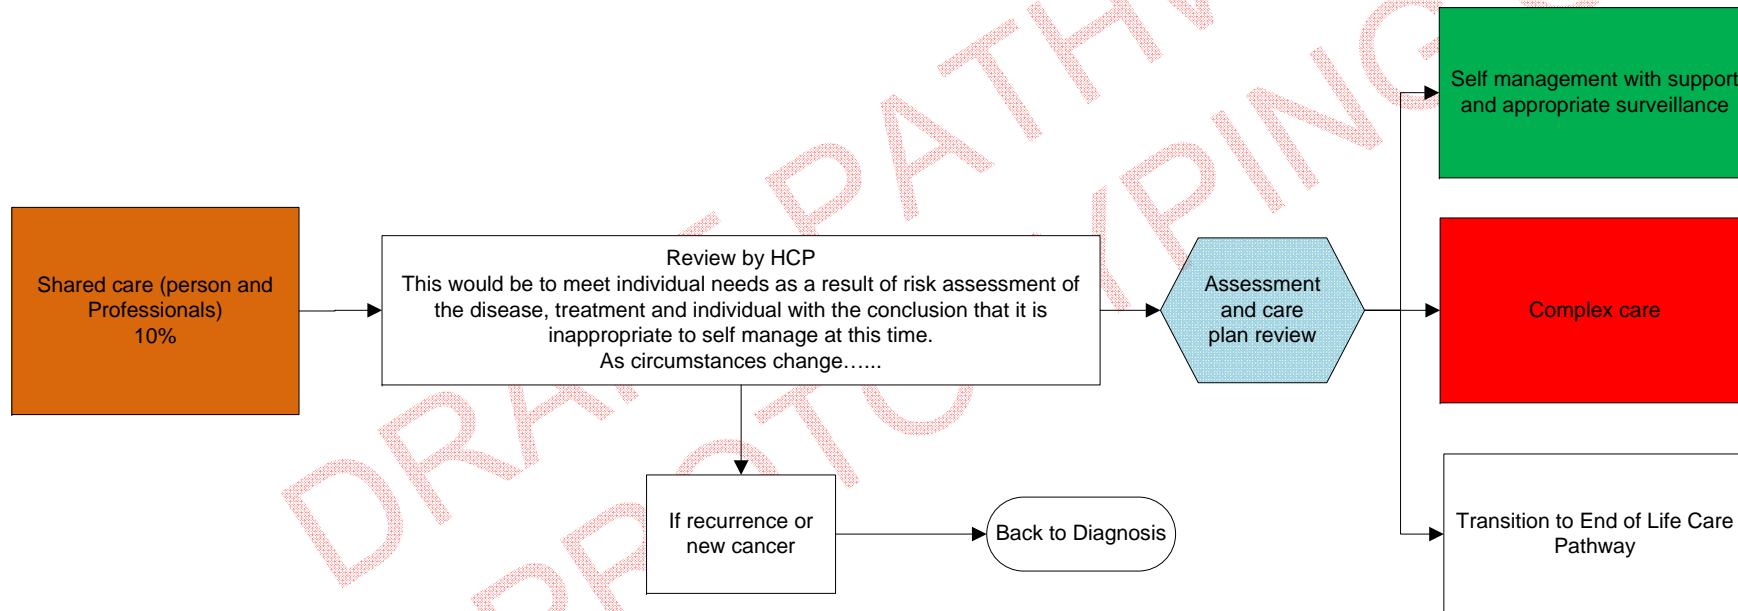 Shared care (person and
Professionals)
10%
Review by HCP
This would be to meet individual needs as a result of risk assessment of
the disease, treatment and individual with the conclusion that it is
inappropriate to self manage at this time.
As circumstances change…...
If recurrence or
new cancer
Back to Diagnosis
Assessment
and care
plan review
Self management with support
and appropriate surveillance
Complex care
Transition to End of Life Care
Pathway